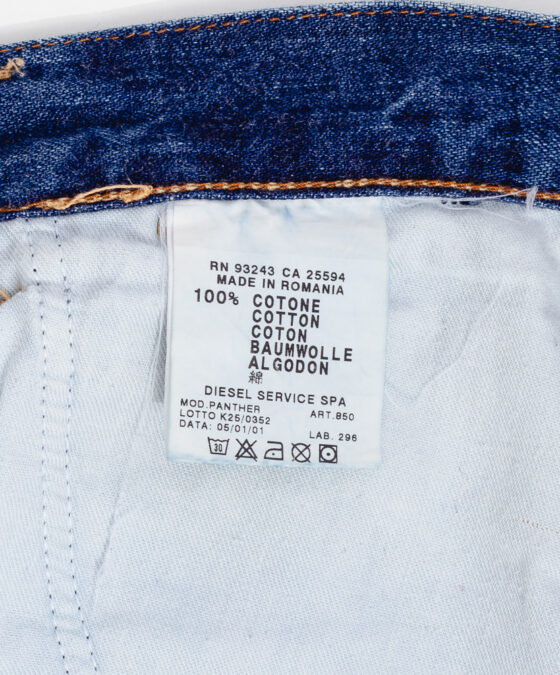 RN 93243 CA 25594
MADE IN ROMANIA
100% COTONE
COTTON
COTON
BAUMWOLLE
ALGODON
綿
DIESEL SERVICE SPA
MOD.PANTHER ART.850
LOTTO K25/0352
DATA: 05/01/01 LAB. 296
30